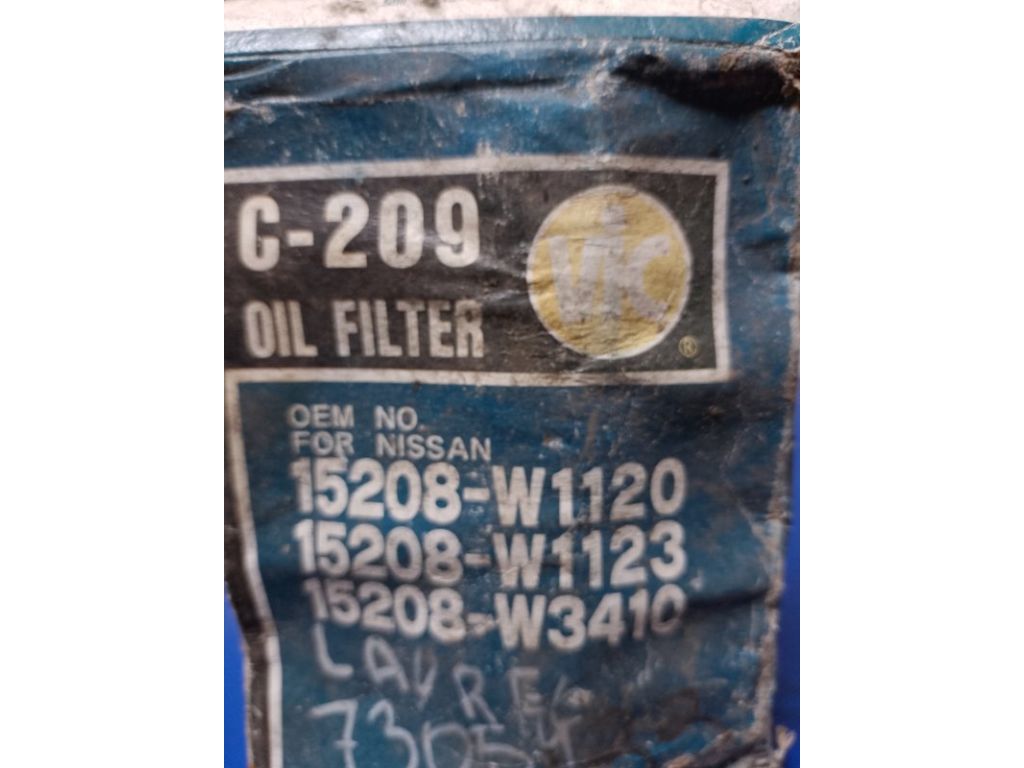 C-209
OIL FILTER
ViC
®
OEM NO.
FOR NISSAN
15208-W1120
15208-W1123
15208-W3410
LAUREL